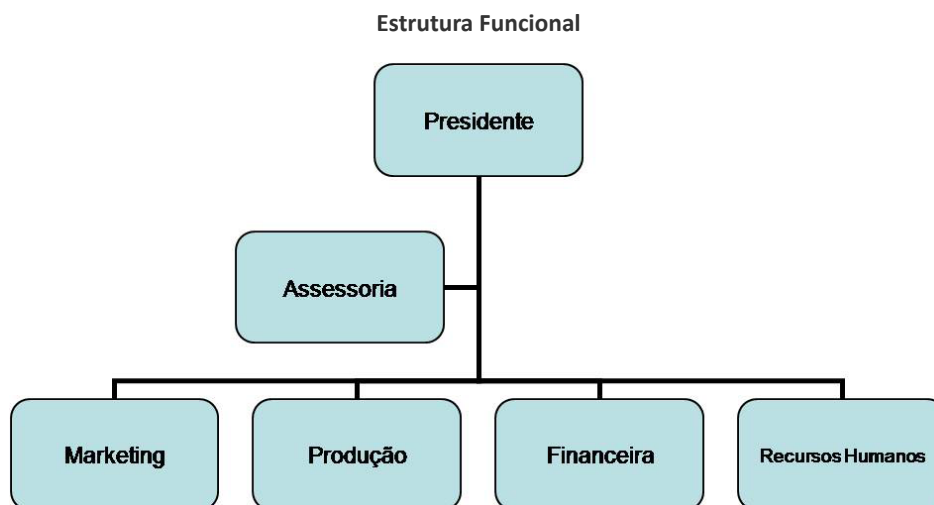 Estrutura Funcional
Presidente
Assessoria
Marketing
Produção
Financeira
Recursos Humanos